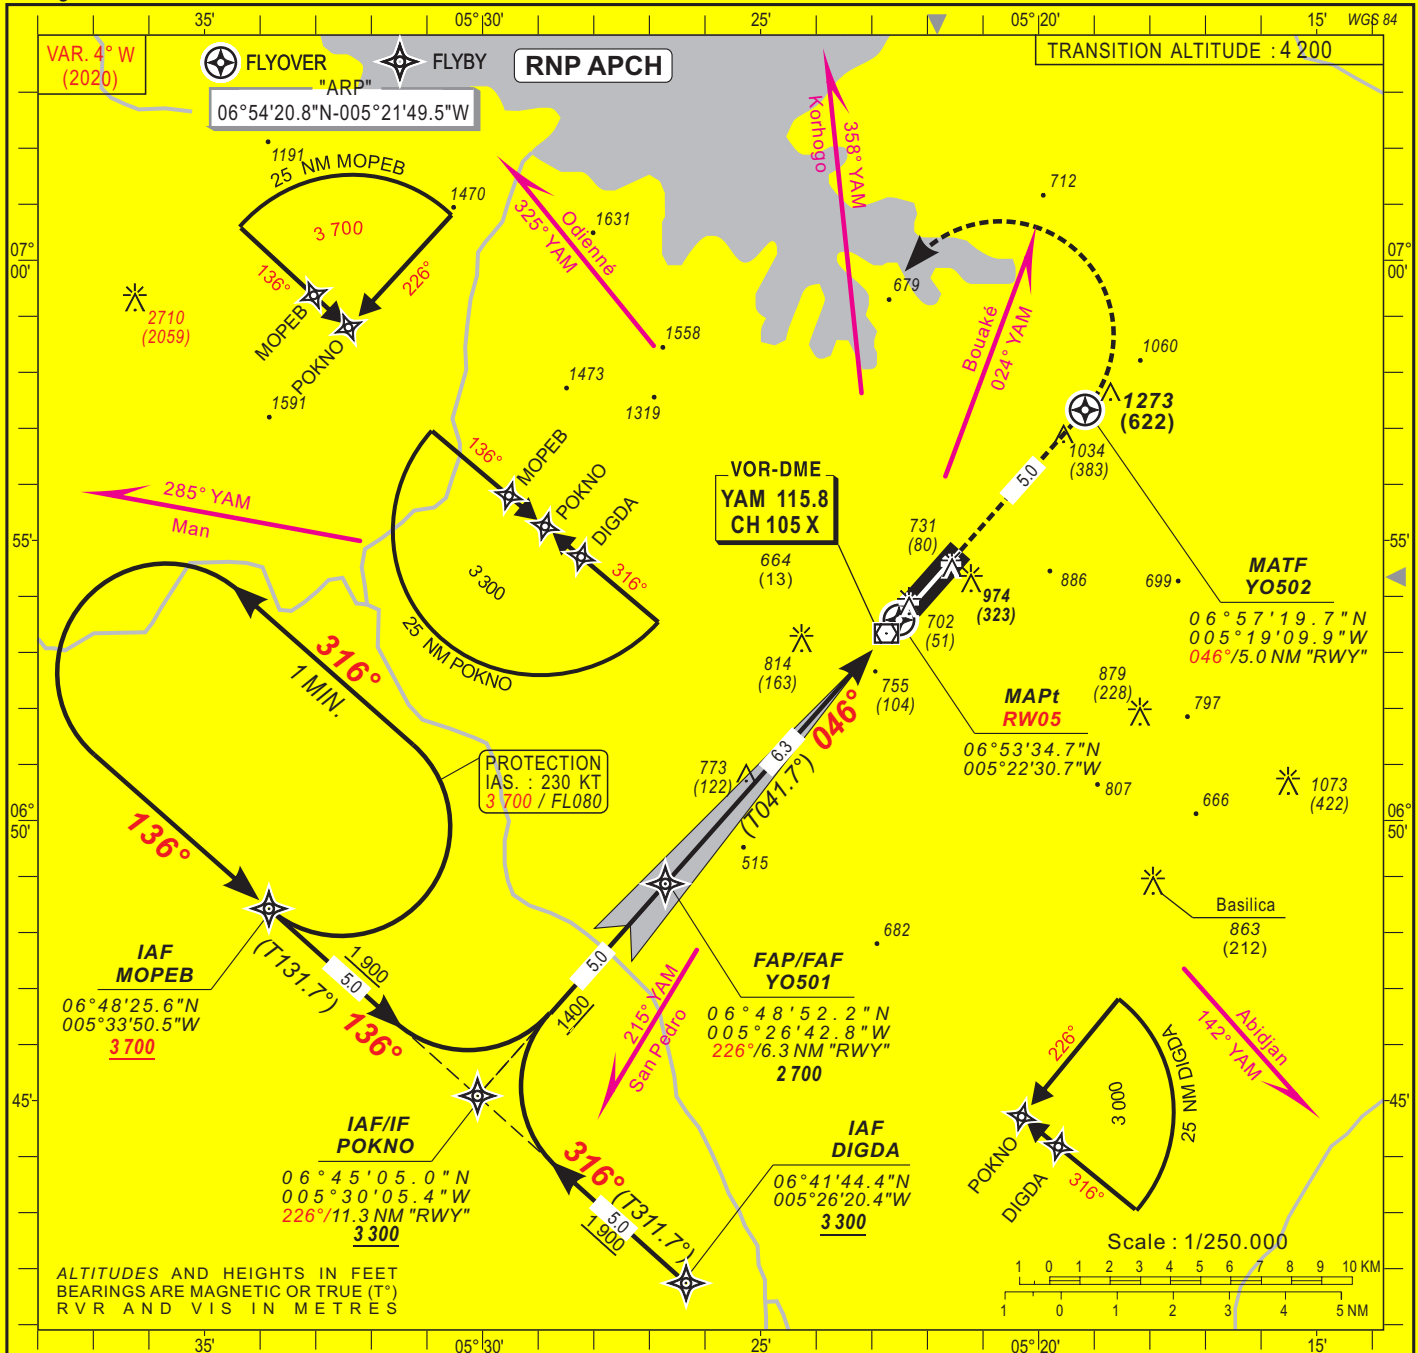 35'
05°30'
25'
05°20'
15'
WGS 84
VAR. 4° W
(2020)
FLYOVER
FLYBY
RNP APCH
TRANSITION ALTITUDE : 4 200
"ARP"
06°54'20.8"N-005°21'49.5"W
1191
25 NM MOPEB
1470
3 700
136°
226°
MOPEB
POKNO
325° YAM
Odienné
1631
Korhogo
358° YAM
712
07°
00'
07°
00'
2710
(2059)
679
1558
Bouaké
024° YAM
1060
1591
1473
1319
1273
(622)
1034
(383)
136°
MOPEB
POKNO
DIGDA
316°
3 300
25 NM POKNO
285° YAM
Man
VOR-DME
YAM 115.8
CH 105 X
5.0
731
(80)
664
(13)
55'
55'
974
(323)
886
699
MATF
YO502
06°57'19.7"N
005°19'09.9"W
046°/5.0 NM "RWY"
702
(51)
814
(163)
755
(104)
879
(228)
797
MAPt
RW05
06°53'34.7"N
005°22'30.7"W
316°
1 MIN.
046°
6.3
(T041.7°)
773
(122)
PROTECTION
IAS. : 230 KT
3 700 / FL080
807
666
1073
(422)
06°
50'
06°
50'
136°
515
Basilica
863
(212)
682
IAF
MOPEB
06°48'25.6"N
005°33'50.5"W
3 700
(T131.7°)
1 900
5.0
136°
5.0
1400
FAP/FAF
YO501
06°48'52.2"N
005°26'42.8"W
226°/6.3 NM "RWY"
2 700
215° YAM
San Pedro
Abidjan
142° YAM
226°
3 000
25 NM DIGDA
POKNO
DIGDA
316°
45'
45'
IAF/IF
POKNO
06°45'05.0"N
005°30'05.4"W
226°/11.3 NM "RWY"
3 300
316°
(T311.7°)
5.0
1 900
IAF
DIGDA
06°41'44.4"N
005°26'20.4"W
3 300
ALTITUDES AND HEIGHTS IN FEET
BEARINGS ARE MAGNETIC OR TRUE (T°)
RVR AND VIS IN METRES
Scale : 1/250.000
1 0 1 2 3 4 5 6 7 8 9 10 KM
1 0 1 2 3 4 5 NM
35'
05°30'
25'
05°20'
15'